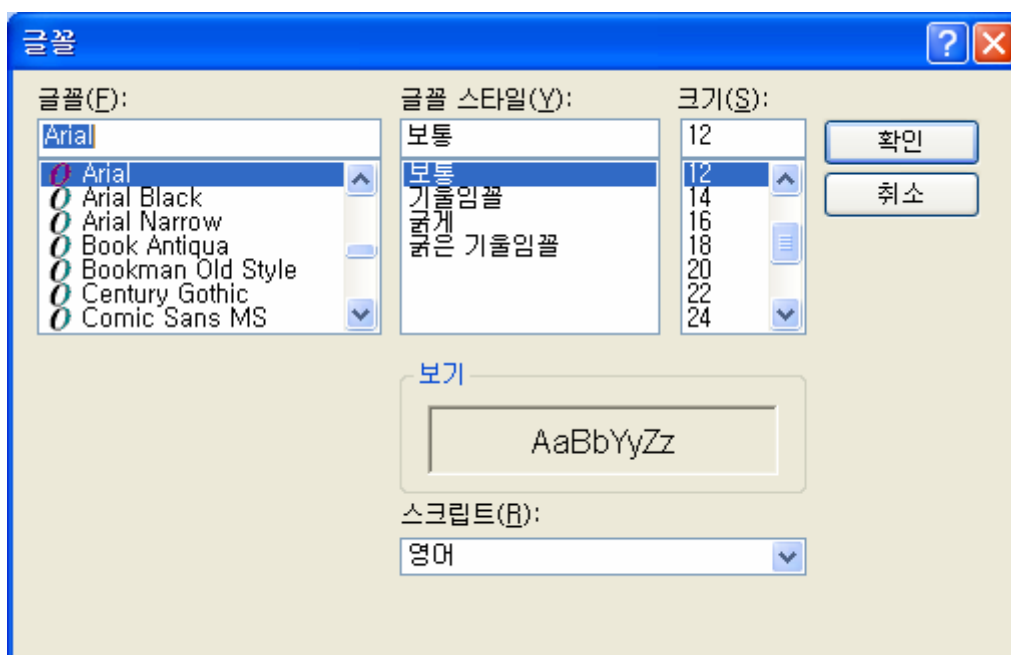 글꼴
글꼴(F):
Arial
Arial
Arial Black
Arial Narrow
Book Antiqua
Bookman Old Style
Century Gothic
Comic Sans MS
글꼴 스타일(Y):
보통
보통
기울임꼴
굵게
굵은 기울임꼴
크기(S):
12
12
14
16
18
20
22
24
확인
취소
보기
AaBbYyZz
스크립트(R):
영어